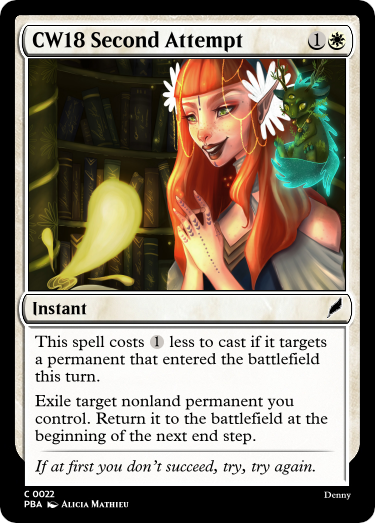 CW18 Second Attempt 1
Instant
This spell costs 1 less to cast if it targets
a permanent that entered the battlefield
this turn.
Exile target nonland permanent you
control. Return it to the battlefield at the
beginning of the next end step.
If at first you don't succeed, try, try again.
C 0022
Denny
PBA Alicia Mathieu